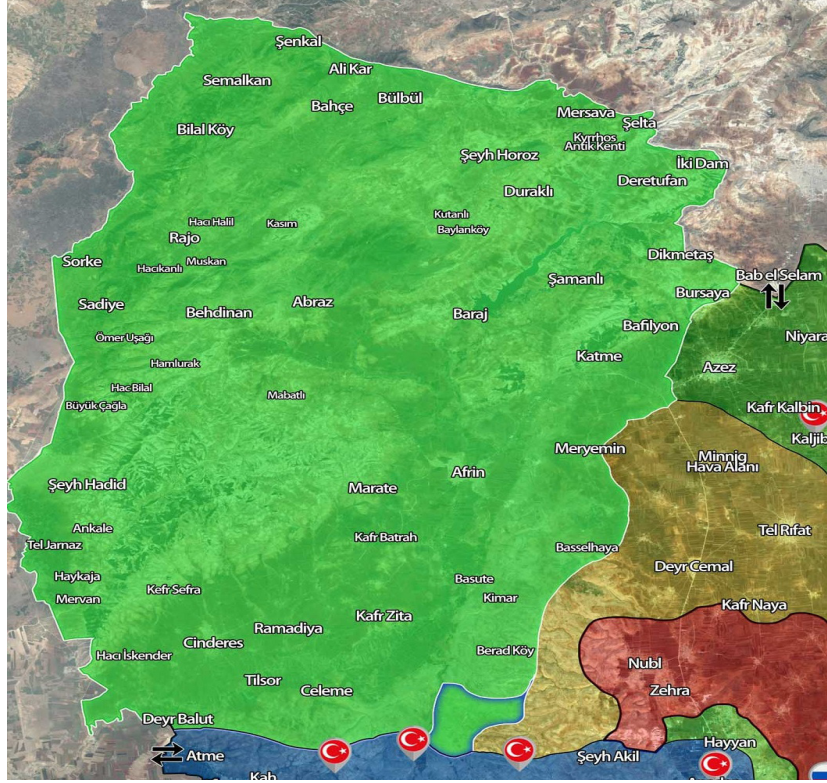 Şenkal
Ali Kar
Semalkan
Bülbül
Bahçe
Mersava
Şelta
Bilal Köy
Kyrrhos
Antik Kenti
Şeyh Horoz
İki Dam
Deretufan
Duraklı
Hacı Halil
Kasım
Kutanlı
Baylanköy
Rajo
Dikmetaş
Sorke
Muskan
Hacıkanlı
Bab el Selam
Şamanlı
Bursaya
Sadiye
Abraz
Behdinan
Baraj
Bafilyon
Ömer Uşağı
Niyara
Katme
Hamlurak
Azez
Hac Bilal
Mabatlı
Büyük Çağla
Kafr Kalbin
Kaljib
Meryemin
Minnig
Hava Alanı
Afrin
Şeyh Hadid
Marate
Ankale
Tel Rıfat
Kafr Batrah
Tel Jarnaz
Basselhaya
Deyr Cemal
Haykaja
Basute
Kefr Sefra
Mervan
Kimar
Kafr Naya
Kafr Zita
Ramadiya
Cinderes
Berad Köy
Hacı İskender
Nubl
Tilsor
Celeme
Zehra
Deyr Balut
Hayyan
Atme
Şeyh Akil
Kah